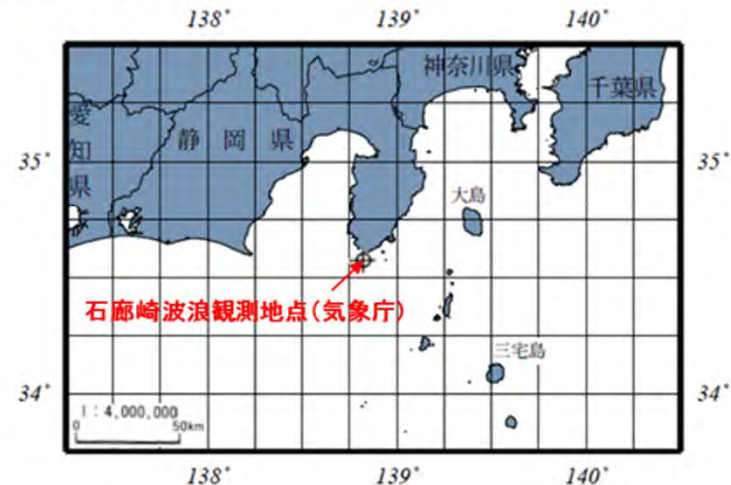 138°
139°
140°
神奈川県
千葉県
愛知県
静岡県
35°
35°
大島
石廊崎波浪観測地点(気象庁)
三宅島
34°
34°
1:4,000,000
0
50km
138°
139°
140°